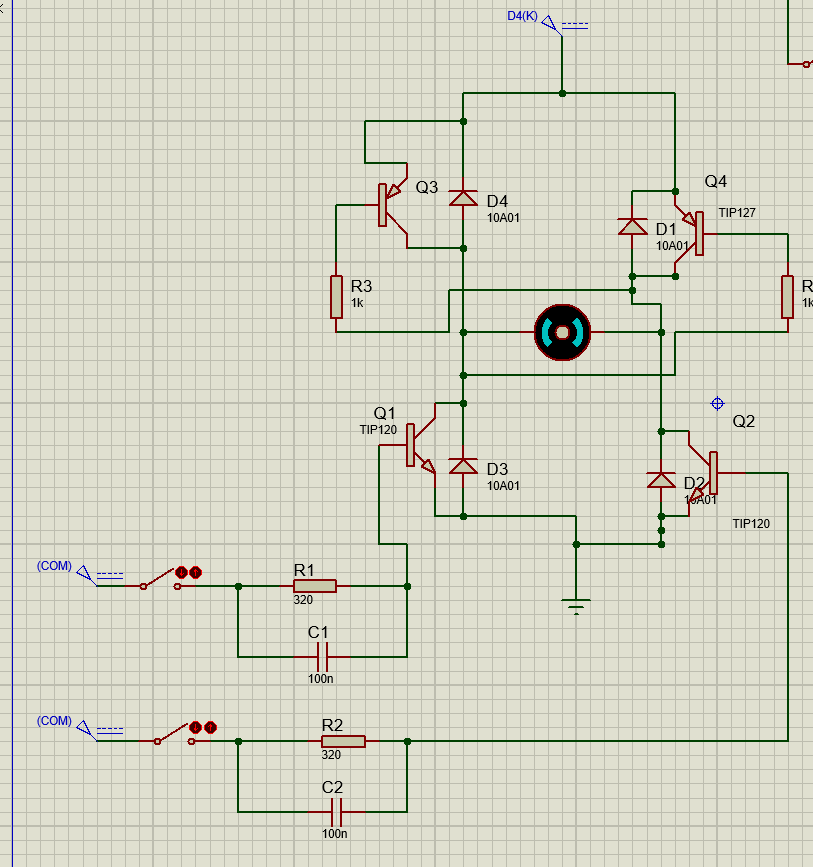 D4(K)
Q3
D4
10A01
Q4
TIP127
D1
10A01
R3
1k
R
1k
Q1
TIP120
D3
10A01
Q2
D2
10A01
TIP120
(COM)
R1
320
C1
100n
(COM)
R2
320
C2
100n